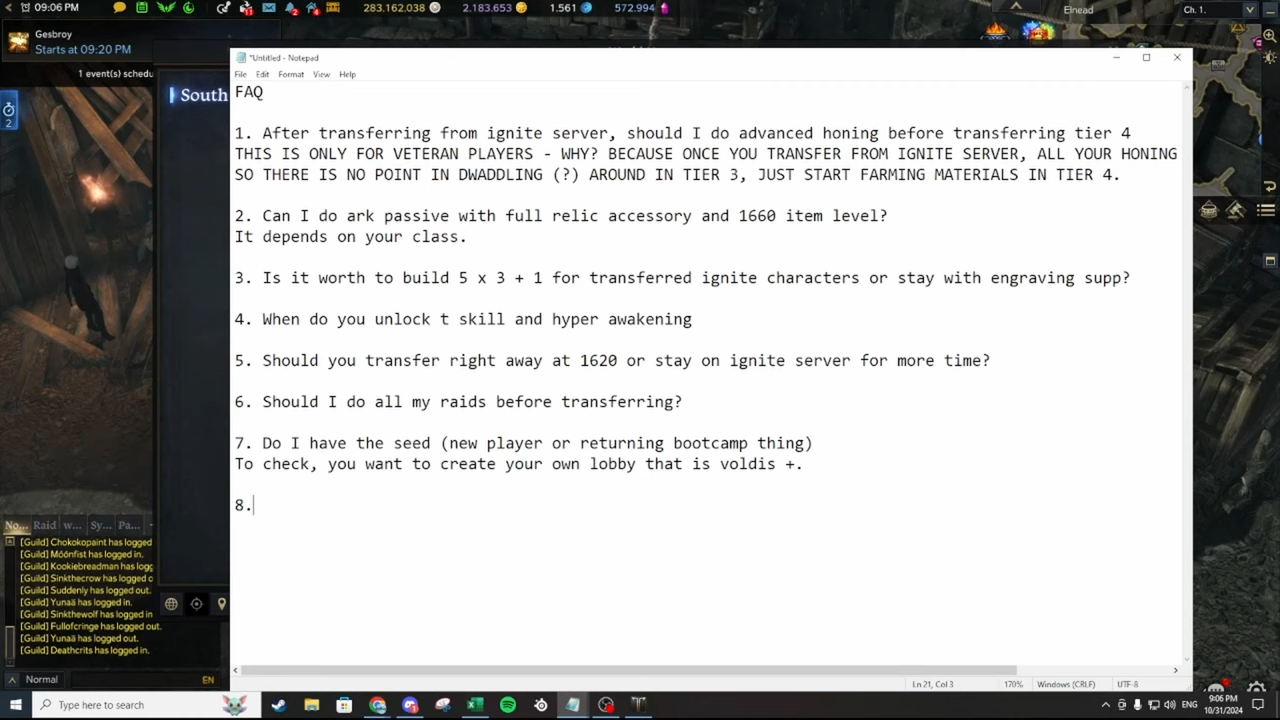 09:06 PM
283.162.038
2.183.653
1.561
572.994
Elnead
Ch. 1.
Gesbroy
Starts at 09:20 PM
1 event(s) schedu
2
South
*Untitled - Notepad
File Edit Format View Help
FAQ
1. After transferring from ignite server, should I do advanced honing before transferring tier 4
THIS IS ONLY FOR VETERAN PLAYERS - WHY? BECAUSE ONCE YOU TRANSFER FROM IGNITE SERVER, ALL YOUR HONING
SO THERE IS NO POINT IN DWADDLING (?) AROUND IN TIER 3, JUST START FARMING MATERIALS IN TIER 4.
2. Can I do ark passive with full relic accessory and 1660 item level?
It depends on your class.
3. Is it worth to build 5 x 3 + 1 for transferred ignite characters or stay with engraving supp?
4. When do you unlock t skill and hyper awakening
5. Should you transfer right away at 1620 or stay on ignite server for more time?
6. Should I do all my raids before transferring?
7. Do I have the seed (new player or returning bootcamp thing)
To check, you want to create your own lobby that is voldis +.
8.
No... Raid w... Sy... Pa...
[Guild] Chokokopaint has logged
[Guild] Móónfist has logged in.
[Guild] Kookiebreadman has logg
[Guild] Sinkthecrow has logged o
[Guild] Suddenly has logged out.
[Guild] Yunaä has logged in.
[Guild] Sinkthewolf has logged in
[Guild] Fullofcringe has logged out.
[Guild] Yunaä has logged out.
[Guild] Deathcrits has logged in.
Normal
EN
Ln 21, Col 3
170%
Windows (CRLF)
UTF-8
Type here to search
ENG
9:06 PM
10/31/2024